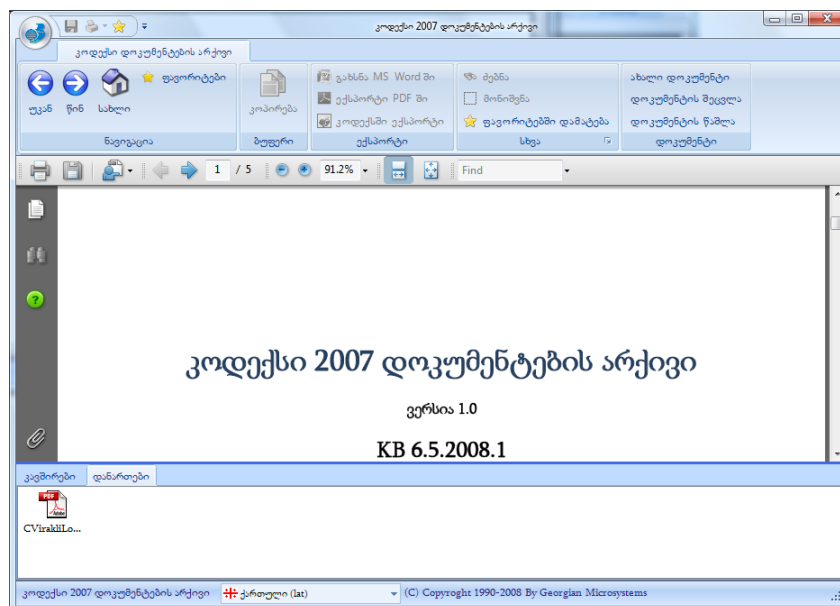 კოდექსი 2007 დოკუმენტების არქივი
კოდექსი დოკუმენტების არქივი
უკან წინ სახლი ფავორიტები
ნავიგაცია
კოპირება
ბუფერი
გახსნა MS Word ში
ექსპორტი PDF ში
კოდექსში ექსპორტი
ექსპორტი
ძებნა
მონიშვნა
ფავორიტებში დამატება
სხვა
ახალი დოკუმენტი
დოკუმენტის შეცვლა
დოკუმენტის წაშლა
დოკუმენტი
1 / 5 91.2% Find
კოდექსი 2007 დოკუმენტების არქივი
ვერსია 1.0
KB 6.5.2008.1
კავშირები დანართები
PDF
Adobe
CVirakliLo...
კოდექსი 2007 დოკუმენტების არქივი ქართული (lat) (C) Copyroght 1990-2008 By Georgian Microsystems